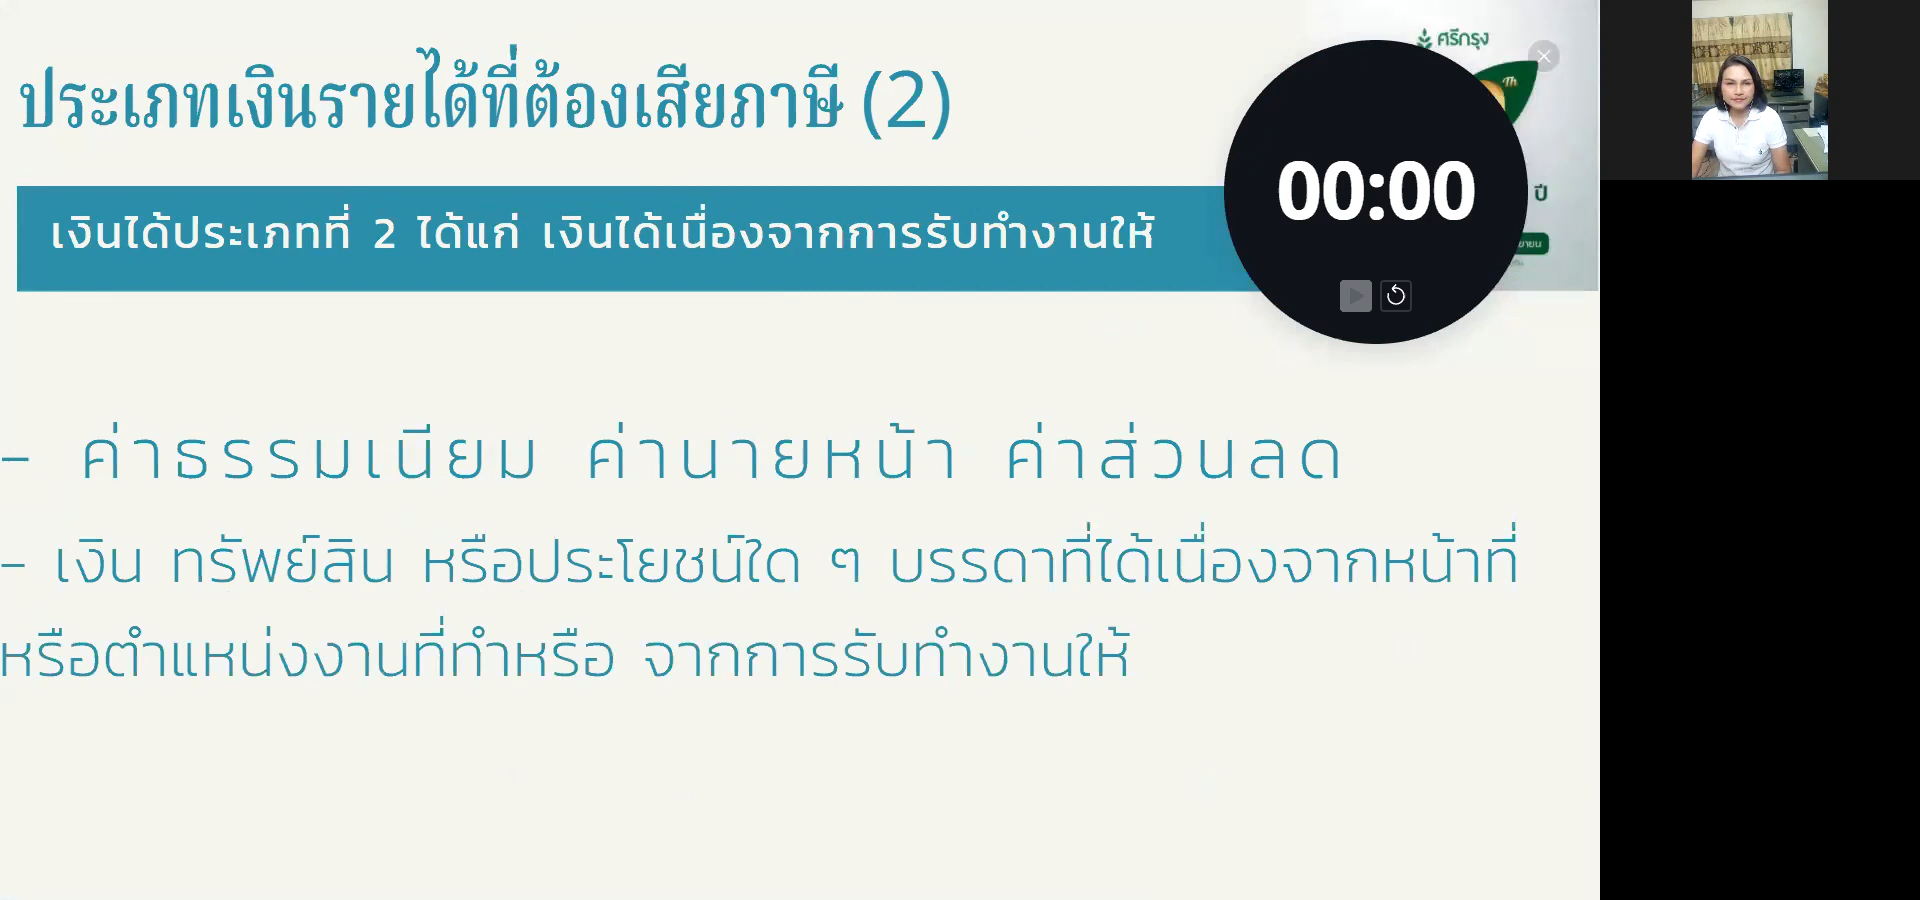 ประเภทเงินรายได้ที่ต้องเสียภาษี (2)
ศรีกรุง
00:00
ปี
เงินได้ประเภทที่ 2 ได้แก่ เงินได้เนื่องจากการรับทำงานให้
- ค่าธรรมเนียม ค่านายหน้า ค่าส่วนลด
- เงิน ทรัพย์สิน หรือประโยชน์ใด ๆ บรรดาที่ได้เนื่องจากหน้าที่
หรือตำแหน่งงานที่ทำหรือ จากการรับทำงานให้